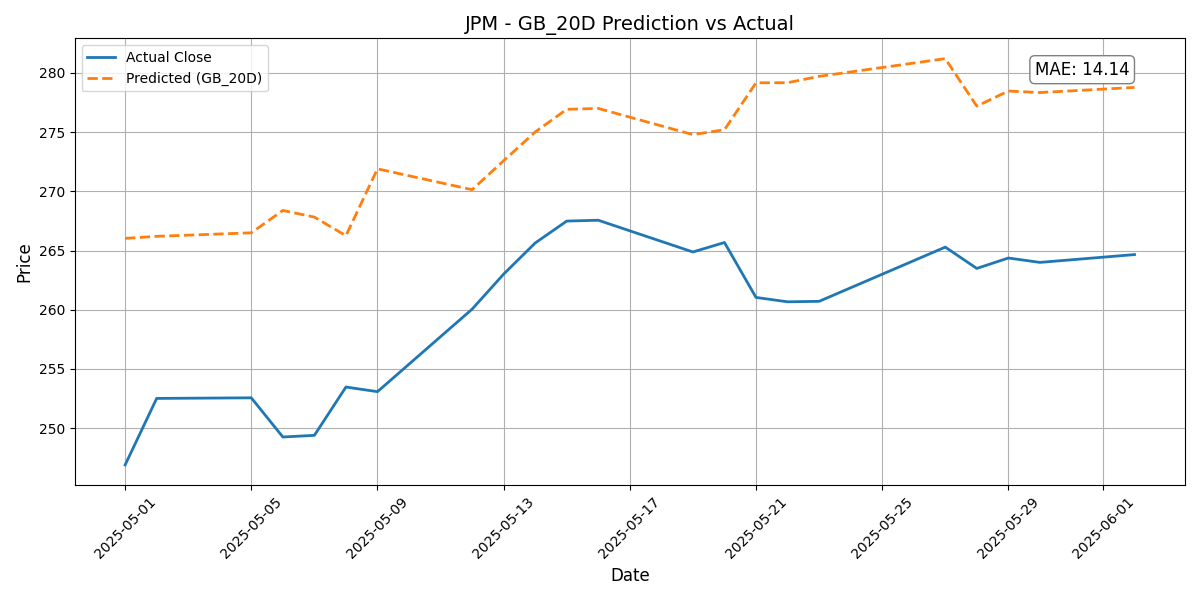 JPM - GB_20D Prediction vs Actual
Actual Close
Predicted (GB_20D)
MAE: 14.14
Price
280
275
270
265
260
255
250
2025-05-01
2025-05-05
2025-05-09
2025-05-13
2025-05-17
2025-05-21
2025-05-25
2025-05-29
2025-06-01
Date